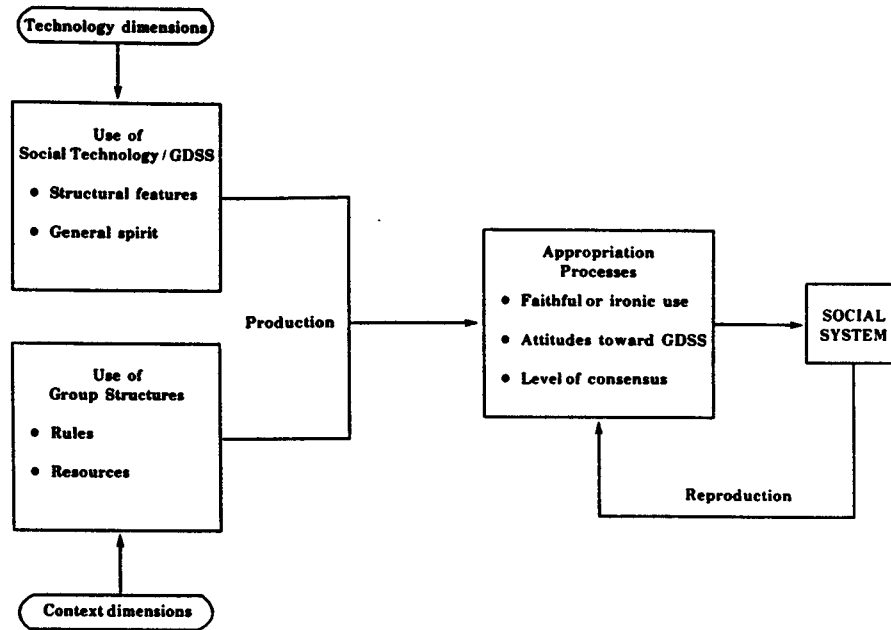 Technology dimensions
Use of
Social Technology / GDSS
• Structural features
• General spirit
Production
Use of
Group Structures
• Rules
• Resources
Context dimensions
Appropriation
Processes
• Faithful or ironic use
• Attitudes toward GDSS
• Level of consensus
SOCIAL
SYSTEM
Reproduction